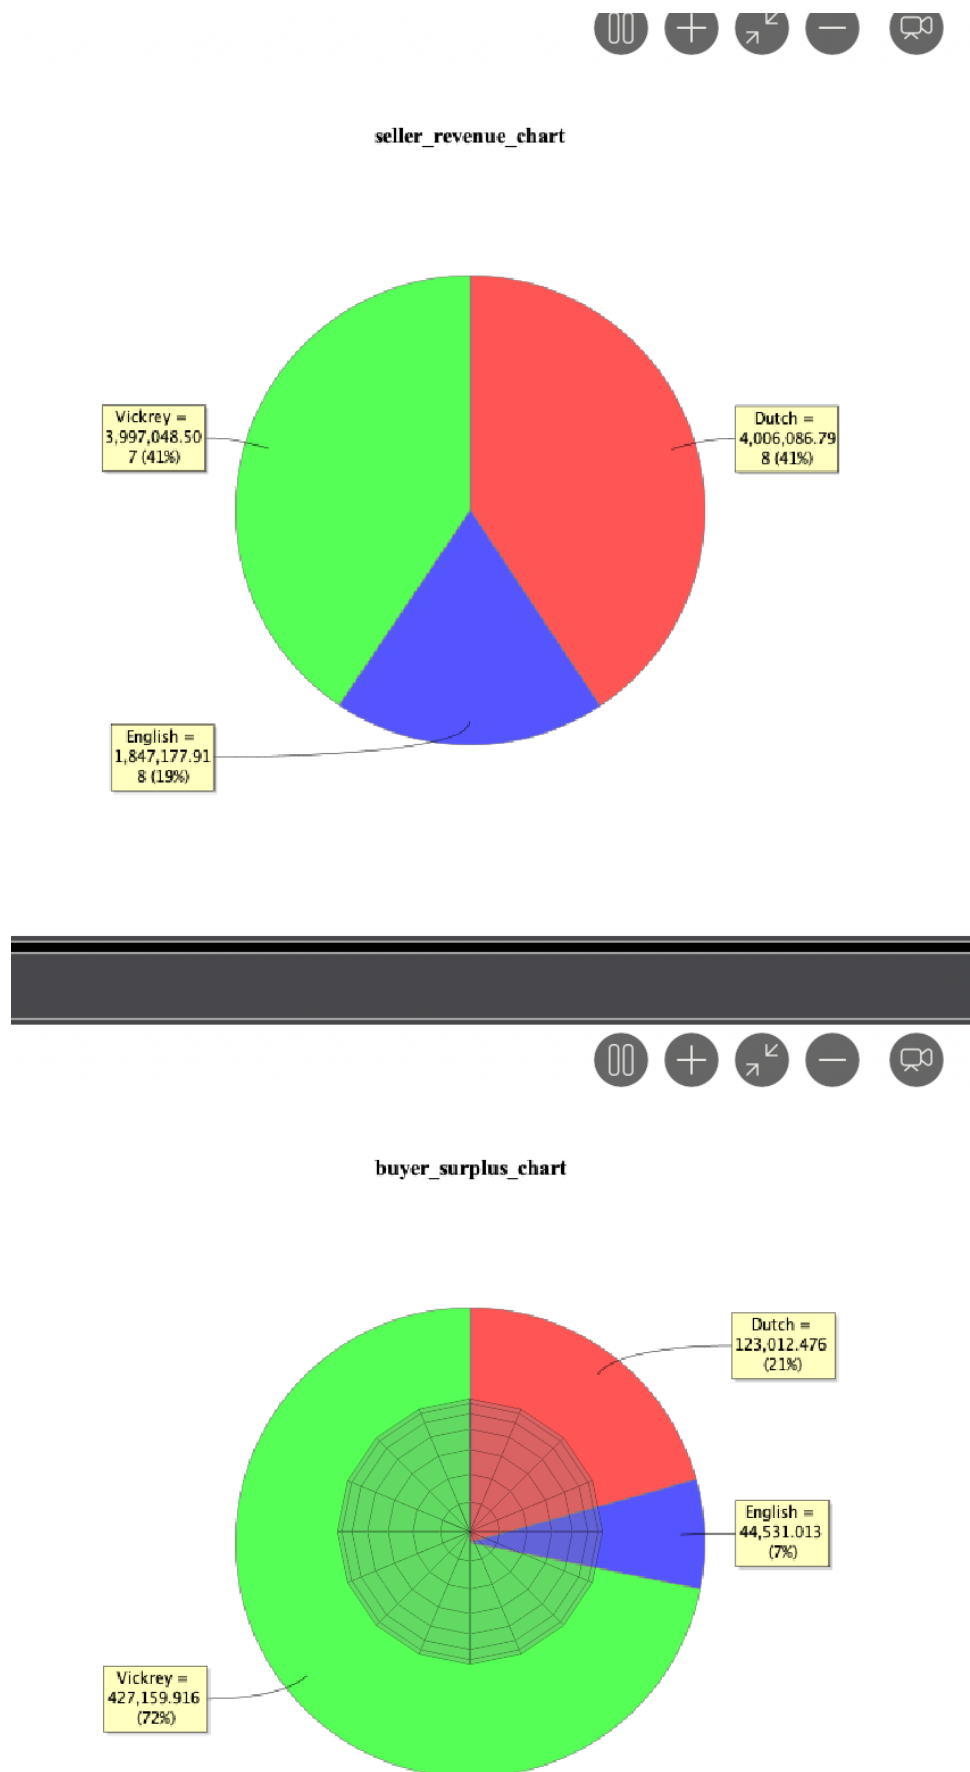 seller_revenue_chart
Vickrey =
3,997,048.50
7 (41%)
Dutch =
4,006,086.79
8 (41%)
English =
1,847,177.91
8 (19%)
buyer_surplus_chart
Dutch =
123,012.476
(21%)
English =
44,531.013
(7%)
Vickrey =
427,159.916
(72%)